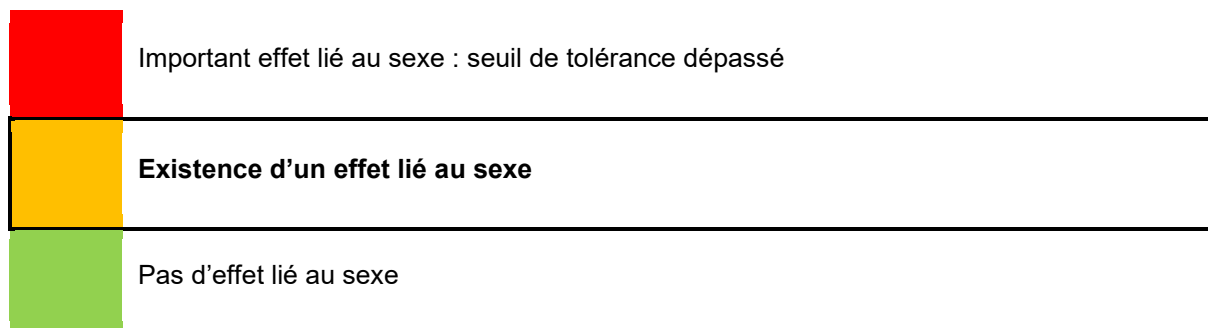 Important effet lié au sexe : seuil de tolérance dépassé
Existence d’un effet lié au sexe
Pas d’effet lié au sexe